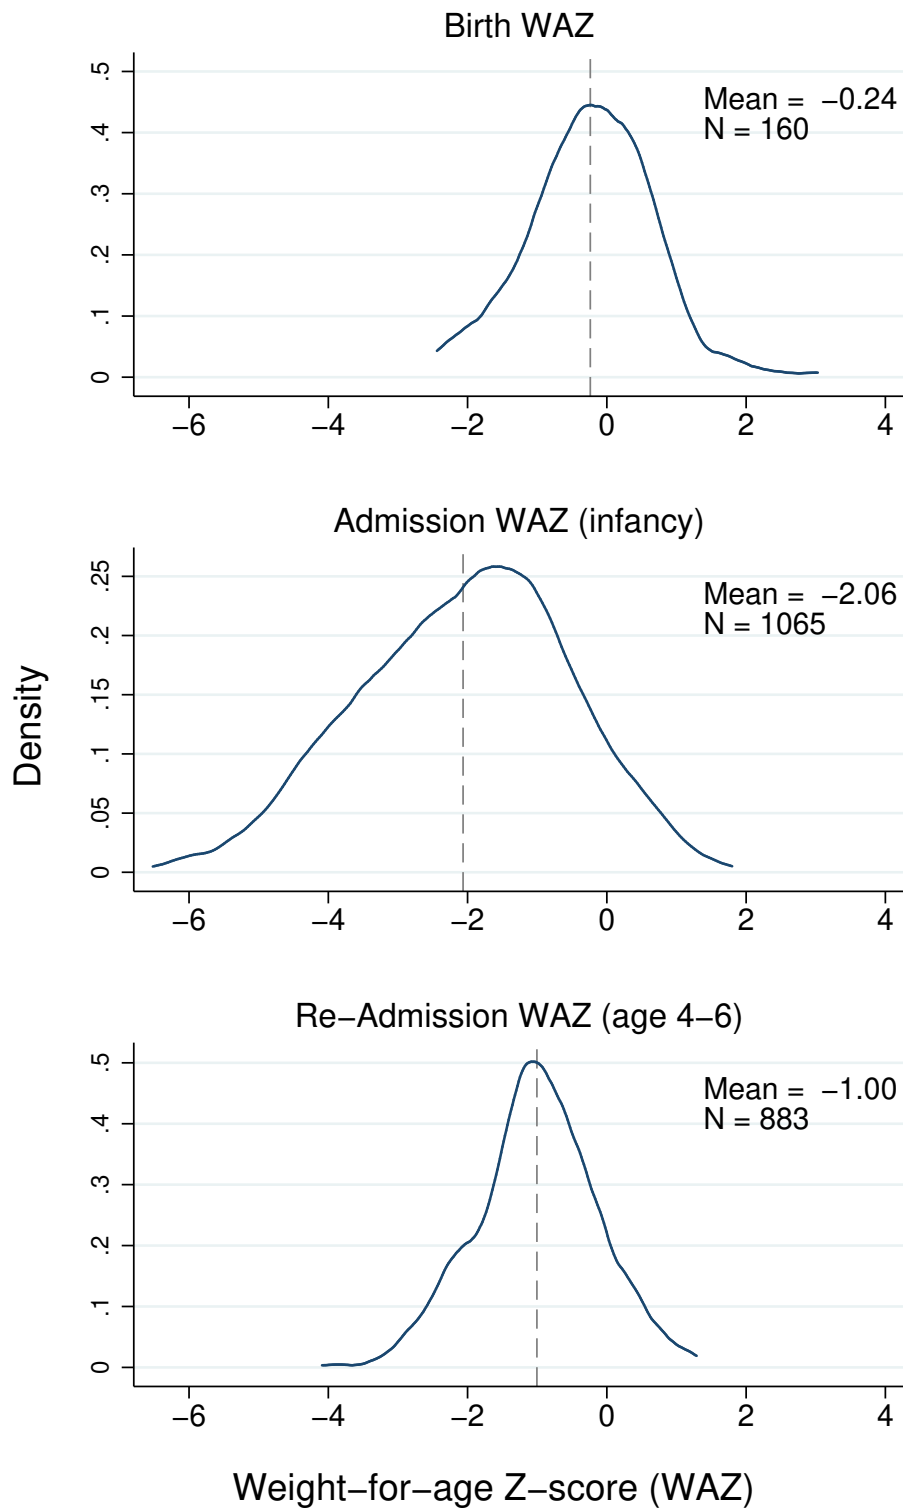 Birth WAZ
.5
.4
.3
.2
.1
0
Mean = −0.24
N = 160
−6 −4 −2 0 2 4
Admission WAZ (infancy)
.25
.2
.15
.1
.05
0
Mean = −2.06
N = 1065
−6 −4 −2 0 2 4
Density
Re−Admission WAZ (age 4−6)
.5
.4
.3
.2
.1
0
Mean = −1.00
N = 883
−6 −4 −2 0 2 4
Weight−for−age Z−score (WAZ)